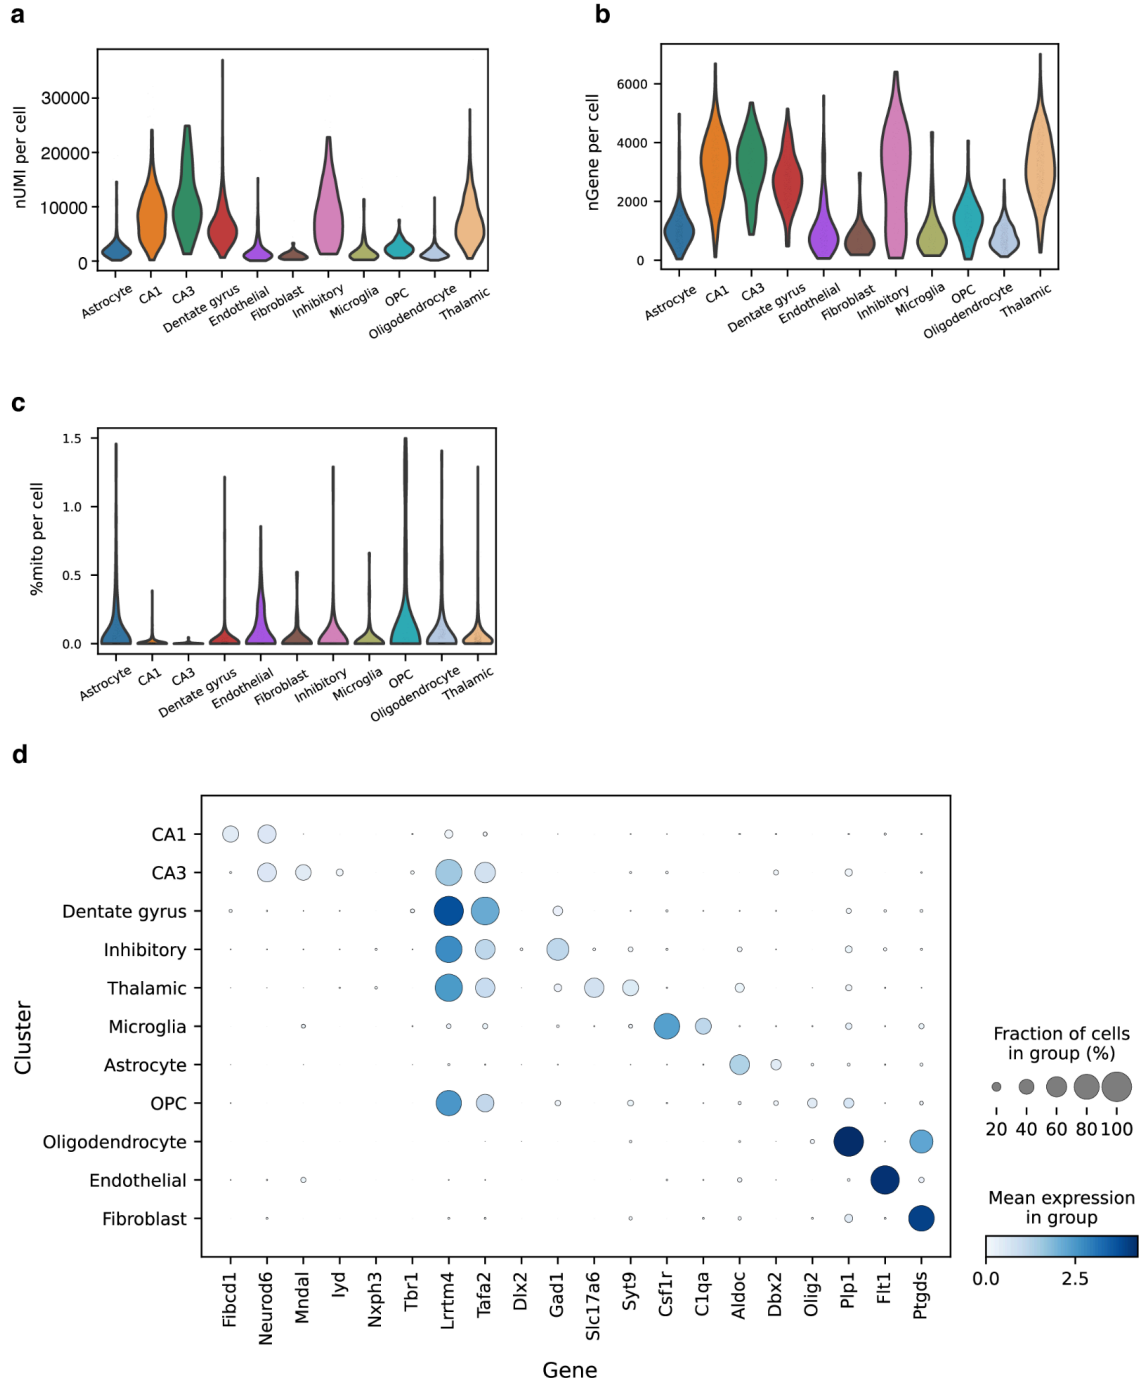 a
nUMI per cell
30000
20000
10000
0
Astrocyte
CA1
CA3
Dentate gyrus
Endothelial
Fibroblast
Inhibitory
Microglia
OPC
Oligodendrocyte
Thalamic
b
nGene per cell
6000
4000
2000
0
Astrocyte
CA1
CA3
Dentate gyrus
Endothelial
Fibroblast
Inhibitory
Microglia
OPC
Oligodendrocyte
Thalamic
c
%mito per cell
1.5
1.0
0.5
0.0
Astrocyte
CA1
CA3
Dentate gyrus
Endothelial
Fibroblast
Inhibitory
Microglia
OPC
Oligodendrocyte
Thalamic
d
Cluster
CA1
CA3
Dentate gyrus
Inhibitory
Thalamic
Microglia
Astrocyte
OPC
Oligodendrocyte
Endothelial
Fibroblast
Fibcd1
Neurod6
Mndal
Iyd
Nxph3
Tbr1
Lrrtm4
Tafa2
Dlx2
Gad1
Slc17a6
Syt9
Csf1r
C1qa
Aldoc
Dbx2
Olig2
Plp1
Flt1
Ptgds
Gene
Fraction of cells
in group (%)
20 40 60 80 100
Mean expression
in group
0.0 2.5